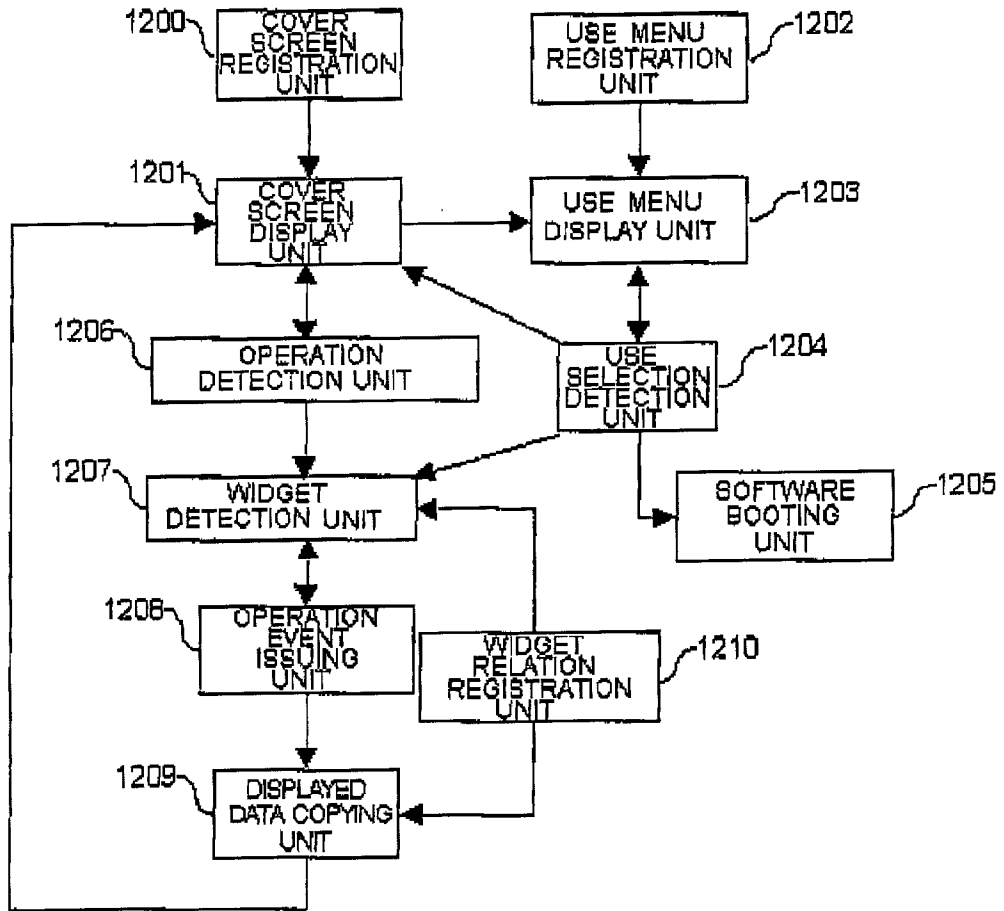 1200
COVER
SCREEN
REGISTRATION
UNIT
USE MENU
REGISTRATION
UNIT
1202
1201
COVER
SCREEN
DISPLAY
UNIT
USE MENU
DISPLAY UNIT
1203
1206
OPERATION
DETECTION UNIT
USE
SELECTION
DETECTION
UNIT
1204
1207
WIDGET
DETECTION UNIT
SOFTWARE
BOOTING
UNIT
1205
1208
OPERATION
EVENT
ISSUING
UNIT
WIDGET
RELATION
REGISTRATION
UNIT
1210
1209
DISPLAYED
DATA COPYING
UNIT